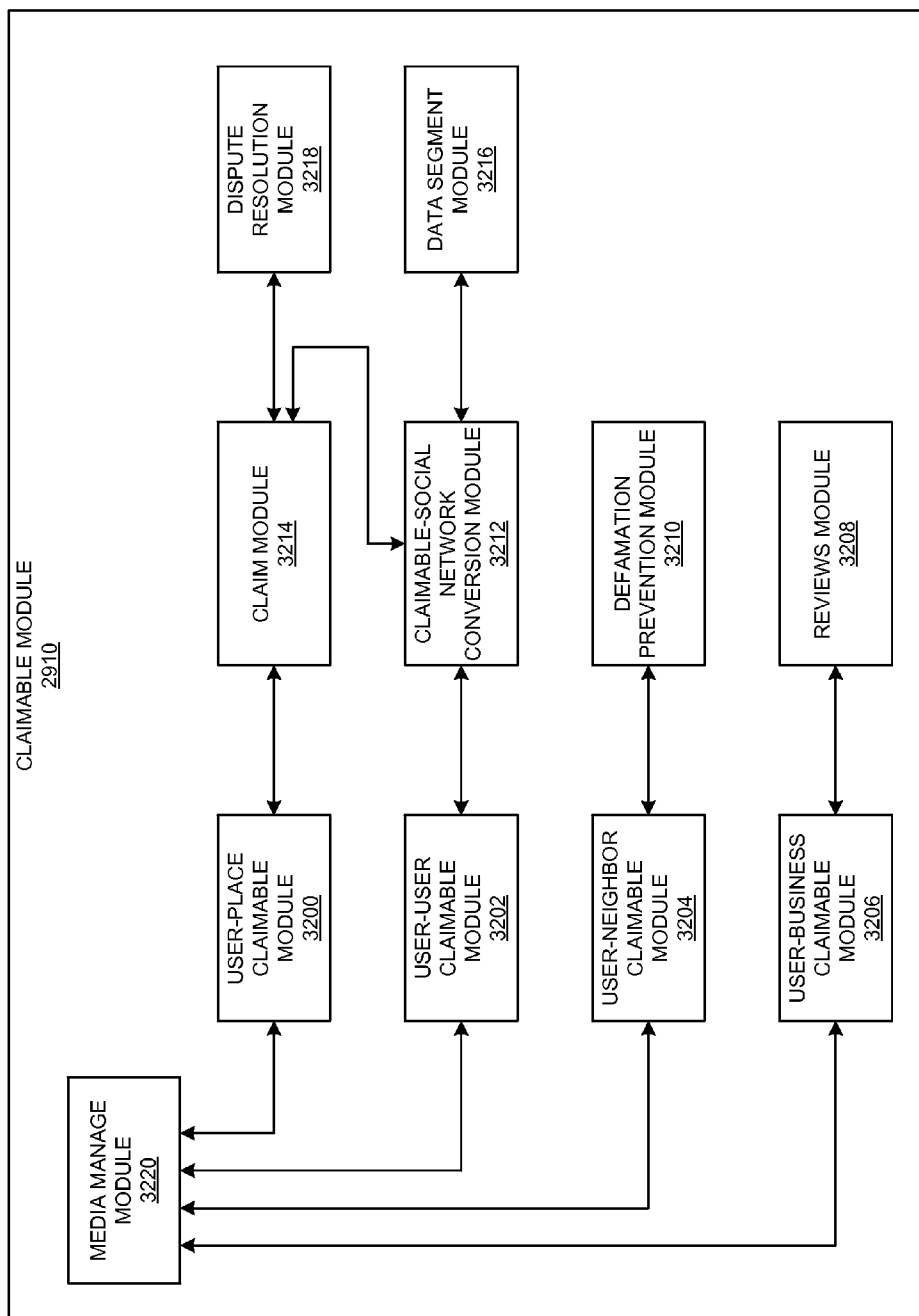 CLAIMABLE MODULE
2910
MEDIA MANAGE
MODULE
3220
USER-PLACE
CLAIMABLE
MODULE
3200
CLAIM MODULE
3214
DISPUTE
RESOLUTION
MODULE
3218
USER-USER
CLAIMABLE
MODULE
3202
CLAIMABLE-SOCIAL
NETWORK
CONVERSION MODULE
3212
DATA SEGMENT
MODULE
3216
USER-NEIGHBOR
CLAIMABLE
MODULE
3204
DEFAMATION
PREVENTION MODULE
3210
USER-BUSINESS
CLAIMABLE
MODULE
3206
REVIEWS MODULE
3208